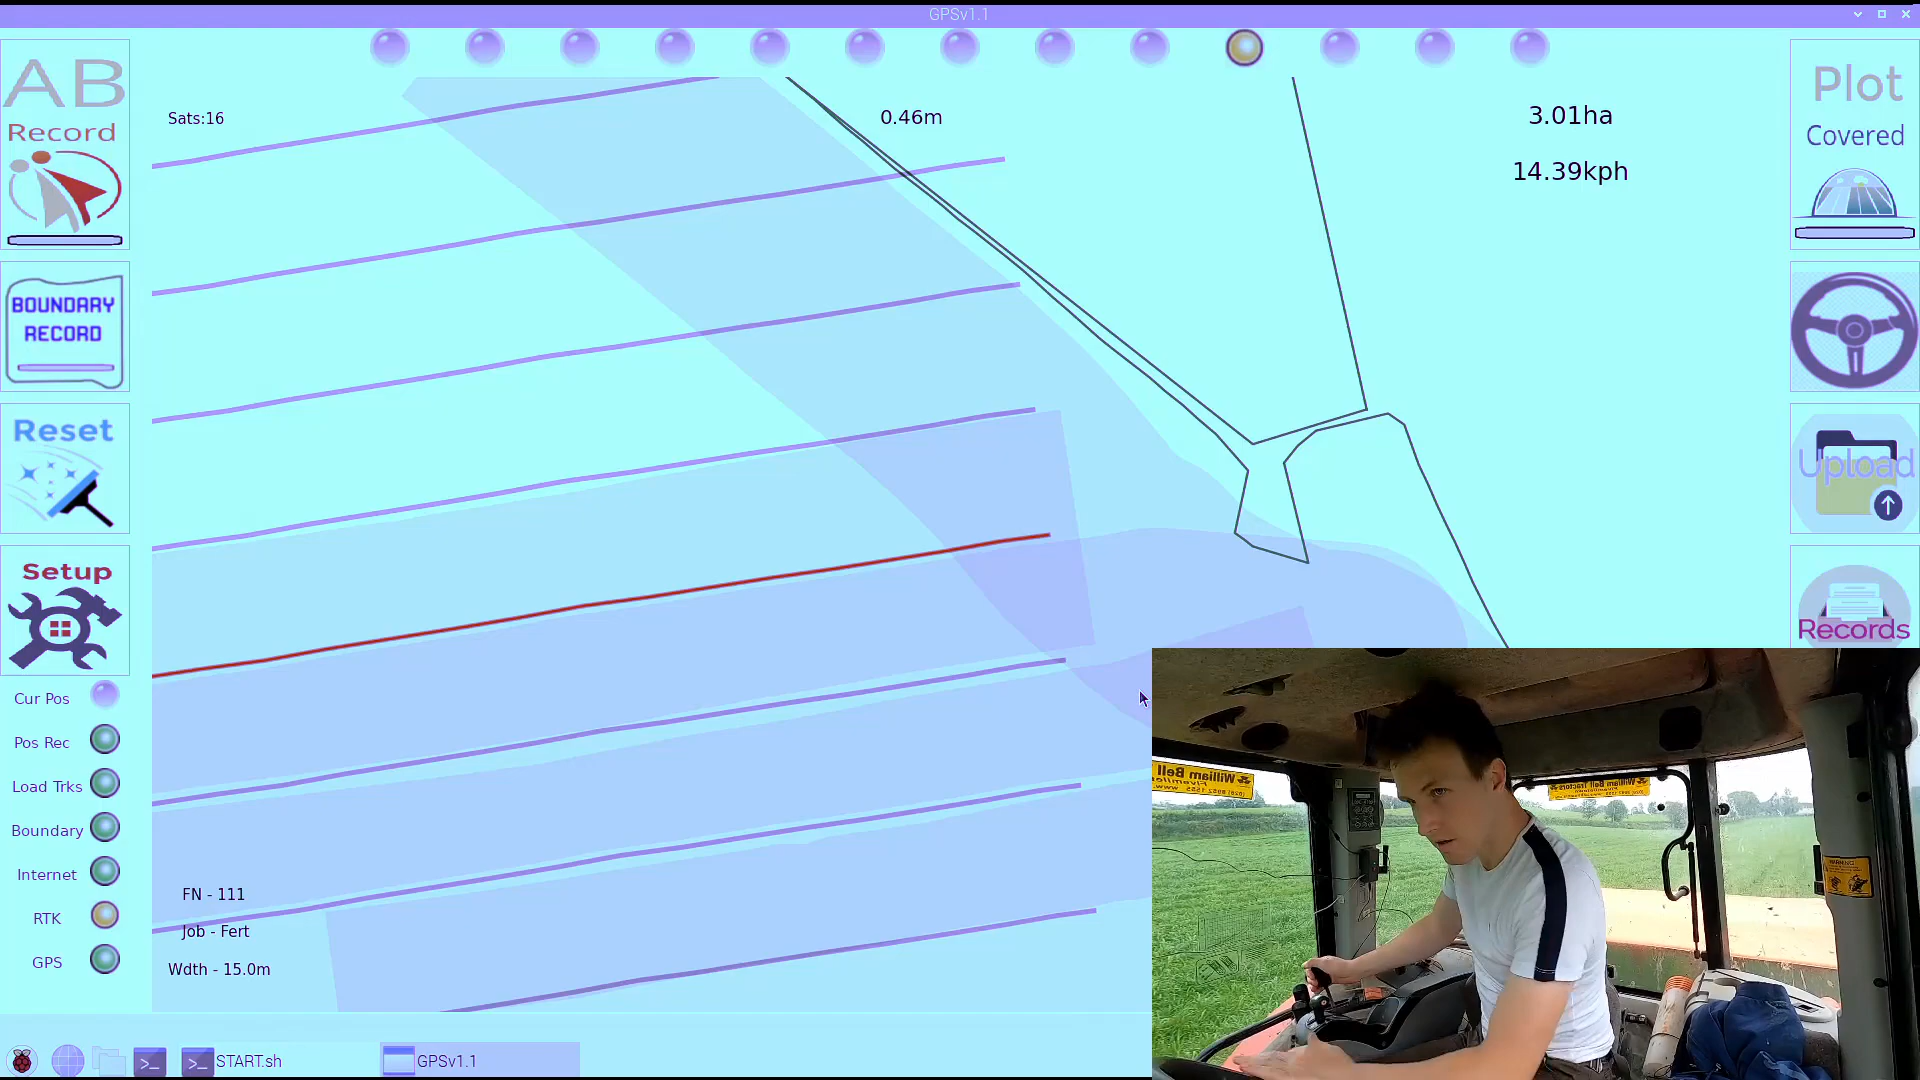 GPSv1.1
AB
Record
BOUNDARY
RECORD
Reset
Setup
Cur Pos
Pos Rec
Load Trks
Boundary
Internet
RTK
GPS
Sats:16
0.46m
3.01ha
14.39kph
FN - 111
Job - Fert
Wdth - 15.0m
Plot
Covered
Upload
Records
William Bell
WARNING
START.sh
GPSv1.1